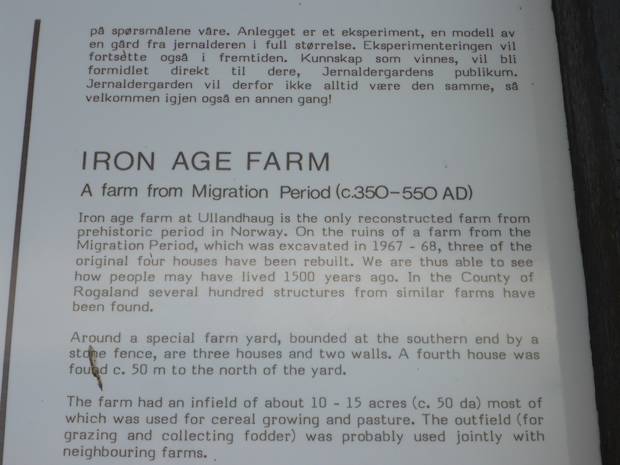 på spørsmålene våre. Anlegget er et eksperiment, en modell av
en gård fra jernalderen i full størrelse. Eksperimenteringen vil
fortsette også i fremtiden. Kunnskap som vinnes, vil bli
formidlet direkt til dere, Jernaldergardens publikum.
Jernaldergarden vil derfor ikke alltid være den samme, så
velkommen igjen også en annen gang!
IRON AGE FARM
A farm from Migration Period (c.350-550 AD)
Iron age farm at Ullandhaug is the only reconstructed farm from
prehistoric period in Norway. On the ruins of a farm from the
Migration Period, which was excavated in 1967 - 68, three of the
original four houses have been rebuilt. We are thus able to see
how people may have lived 1500 years ago. In the County of
Rogaland several hundred structures from similar farms have
been found.
Around a special farm yard, bounded at the southern end by a
stone fence, are three houses and two walls. A fourth house was
found c. 50 m to the north of the yard.
The farm had an infield of about 10 - 15 acres (c. 50 da) most of
which was used for cereal growing and pasture. The outfield (for
grazing and collecting fodder) was probably used jointly with
neighbouring farms.